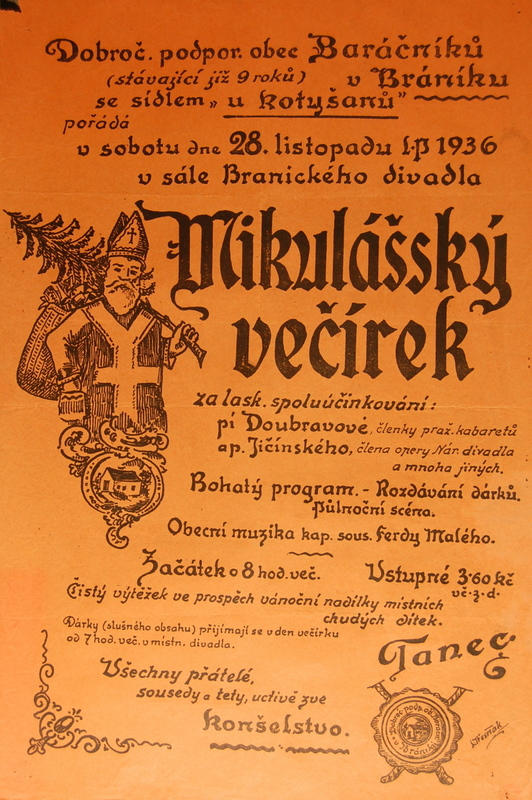 Dobroč. podpor. obec Baráčníků
(stávající již 9 roků) v Bráníku
se sídlem „u Kotyšanů"
pořádá
v sobotu dne 28. listopadu L.P 1936
v sále Branického divadla
Mikulášský
večírek
za lask. spoluúčinkování:
pí Doubravové, členky praž. kabaretů
a p. Jičínského, člena opery Nár. divadla
a mnoha jiných.
Bohatý program. - Rozdávání dárků.
Půlnoční scéna.
Obecní muzika kap. sous. Ferdy Malého.
Začátek o 8 hod. več.
Vstupné 3·60 kč
vč. z. d.
Čistý výtěžek ve prospěch vánoční nadílky místních
chudých dítek.
Dárky (slušného obsahu) přijímají se v den večírku
od 7 hod. več. v místn. divadla.
Tanec
Všechny přátelé,
sousedy a tety, uctivě zve
Konšelstvo.